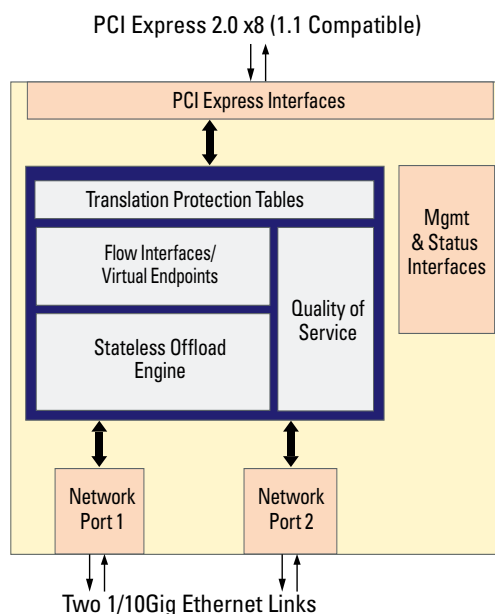 PCI Express 2.0 x8 (1.1 Compatible)
PCI Express Interfaces
Translation Protection Tables
Flow Interfaces/
Virtual Endpoints
Stateless Offload
Engine
Quality of
Service
Mgmt
& Status
Interfaces
Network
Port 1
Network
Port 2
Two 1/10Gig Ethernet Links